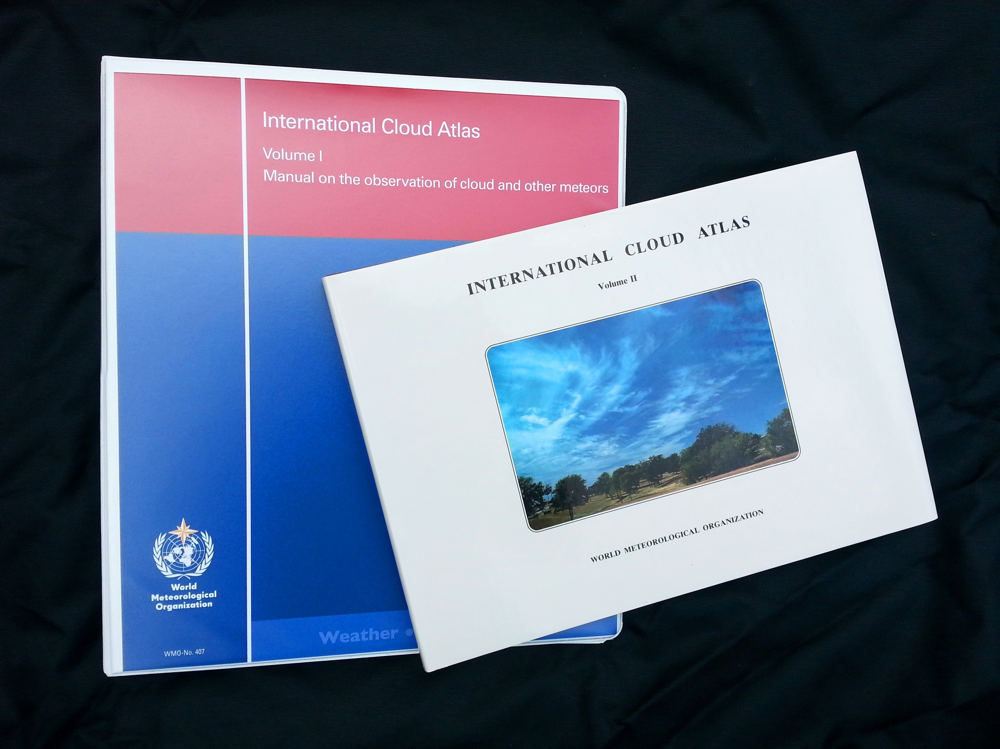 International Cloud Atlas
Volume I
Manual on the observation of cloud and other meteors
World
Meteorological
Organization
WMO-No. 407
Weather •
INTERNATIONAL CLOUD ATLAS
Volume II
WORLD METEOROLOGICAL ORGANIZATION